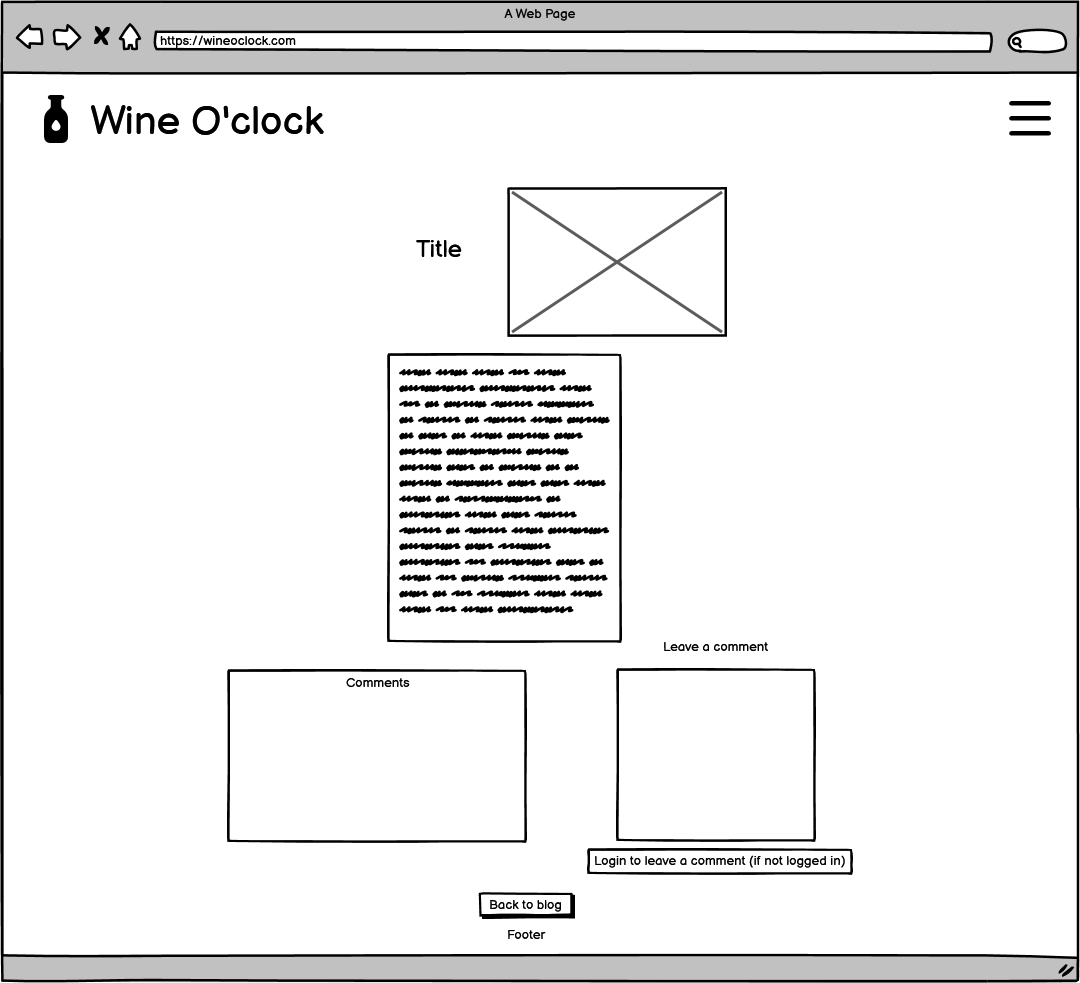 A Web Page
https://wineoclock.com
Wine O'clock
Title
Leave a comment
Comments
Login to leave a comment (if not logged in)
Back to blog
Footer